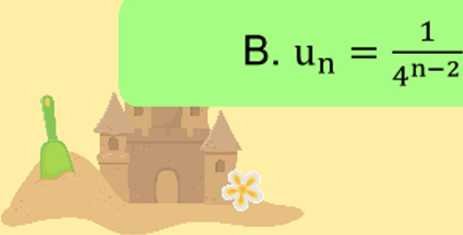 B. uₙ = 1/4ⁿ⁻²